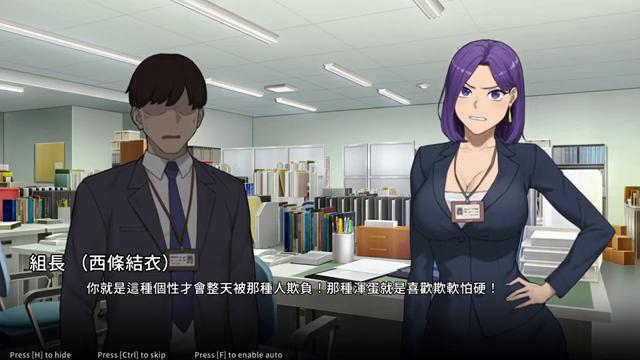 組長 （西條結衣）
你就是這種個性才會整天被那種人欺負！那種渾蛋就是喜歡欺軟怕硬！
Press [H] to hide
Press [Ctrl] to skip
Press [F] to enable auto